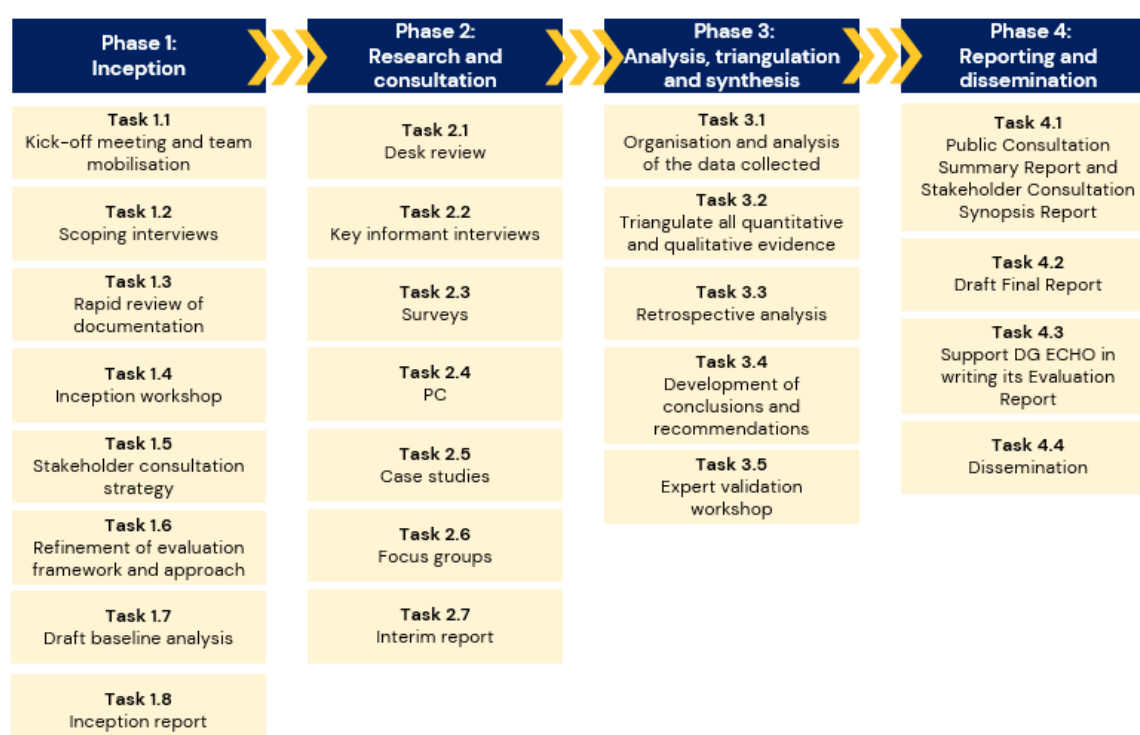 Phase 1:
Inception
Task 1.1
Kick-off meeting and team
mobilisation
Task 1.2
Scoping interviews
Task 1.3
Rapid review of
documentation
Task 1.4
Inception workshop
Task 1.5
Stakeholder consultation
strategy
Task 1.6
Refinement of evaluation
framework and approach
Task 1.7
Draft baseline analysis
Task 1.8
Inception report
Phase 2:
Research and
consultation
Task 2.1
Desk review
Task 2.2
Key informant interviews
Task 2.3
Surveys
Task 2.4
PC
Task 2.5
Case studies
Task 2.6
Focus groups
Task 2.7
Interim report
Phase 3:
Analysis, triangulation
and synthesis
Task 3.1
Organisation and analysis
of the data collected
Task 3.2
Triangulate all quantitative
and qualitative evidence
Task 3.3
Retrospective analysis
Task 3.4
Development of
conclusions and
recommendations
Task 3.5
Expert validation
workshop
Phase 4:
Reporting and
dissemination
Task 4.1
Public Consultation
Summary Report and
Stakeholder Consultation
Synopsis Report
Task 4.2
Draft Final Report
Task 4.3
Support DG ECHO in
writing its Evaluation
Report
Task 4.4
Dissemination